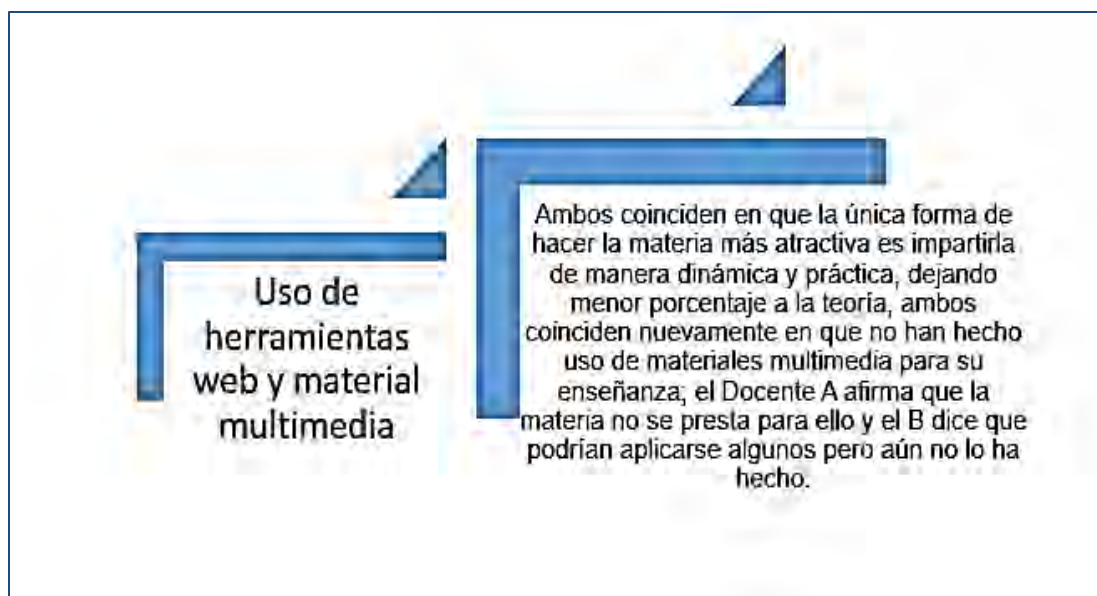 Uso de
herramientas
web y material
multimedia
Ambos coinciden en que la única forma de
hacer la materia más atractiva es impartirla
de manera dinámica y práctica, dejando
menor porcentaje a la teoría, ambos
coinciden nuevamente en que no han hecho
uso de materiales multimedia para su
enseñanza; el Docente A afirma que la
materia no se presta para ello y el B dice que
podrían aplicarse algunos pero aún no lo ha
hecho.